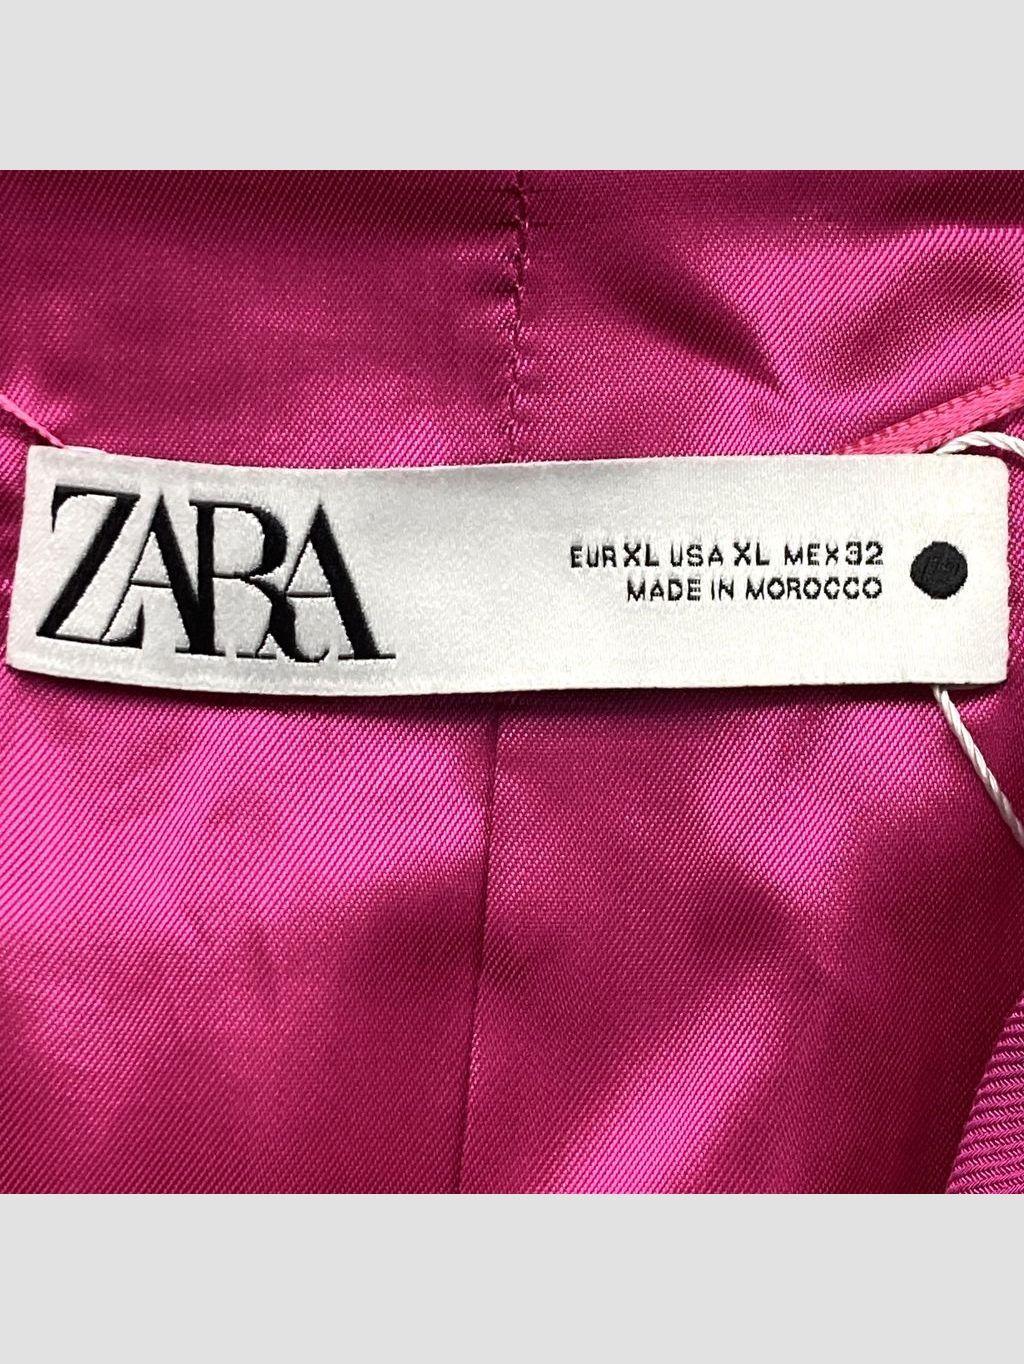 ZARA
EUR XL USA XL MEX 32
MADE IN MOROCCO